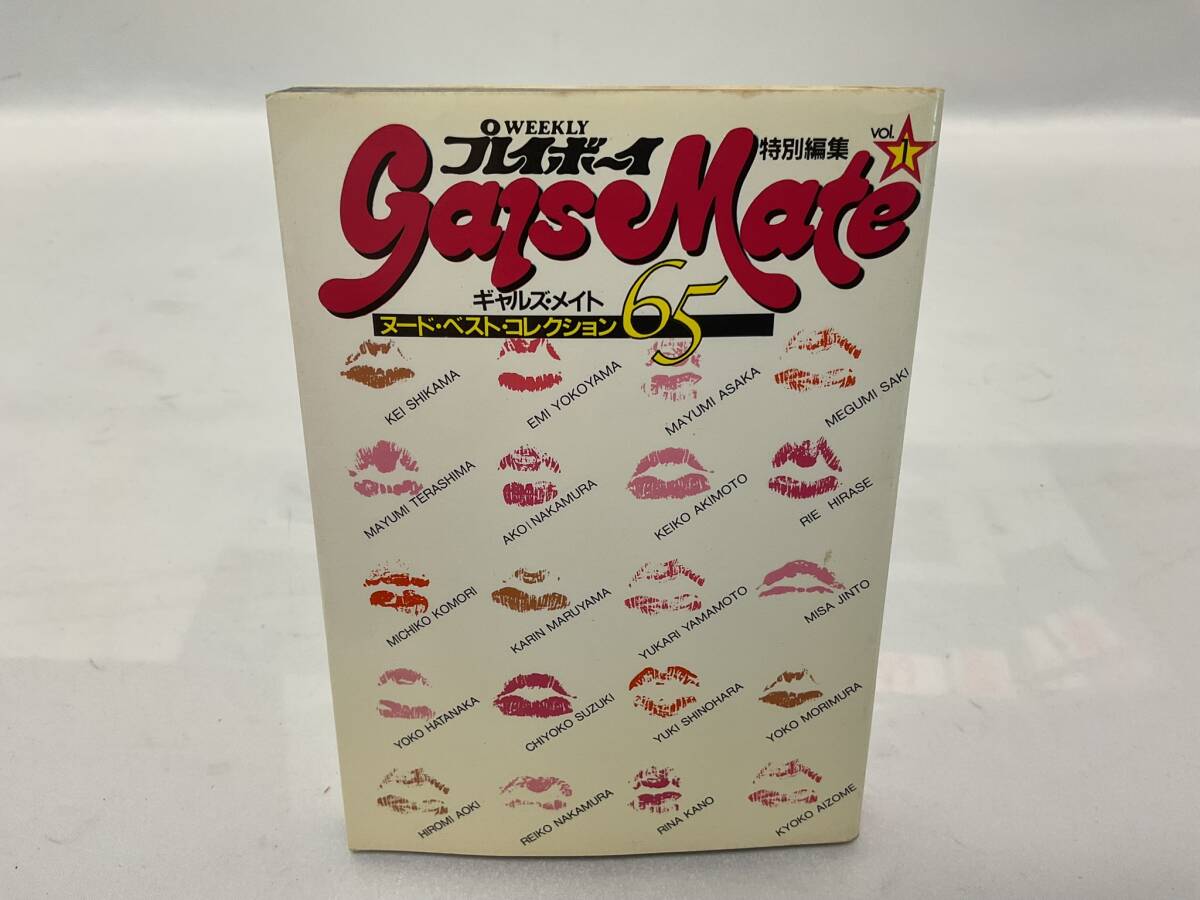 WEEKLY
プレイボーイ
特別編集
vol.
1
GalsMate
ギャルズ・メイト
ヌード・ベスト・コレクション
65
KEI SHIKAMA
EMI YOKOYAMA
MAYUMI ASAKA
MEGUMI SAKI
MAYUMI TERASHIMA
AKOI NAKAMURA
KEIKO AKIMOTO
RIE HIRASE
MICHIKO KOMORI
KARIN MARUYAMA
YUKARI YAMAMOTO
MISA JINTO
YOKO HATANAKA
CHIYOKO SUZUKI
YUKI SHINOHARA
YOKO MORIMURA
HIROMI AOKI
REIKO NAKAMURA
RINA KANO
KYOKO AIZOME